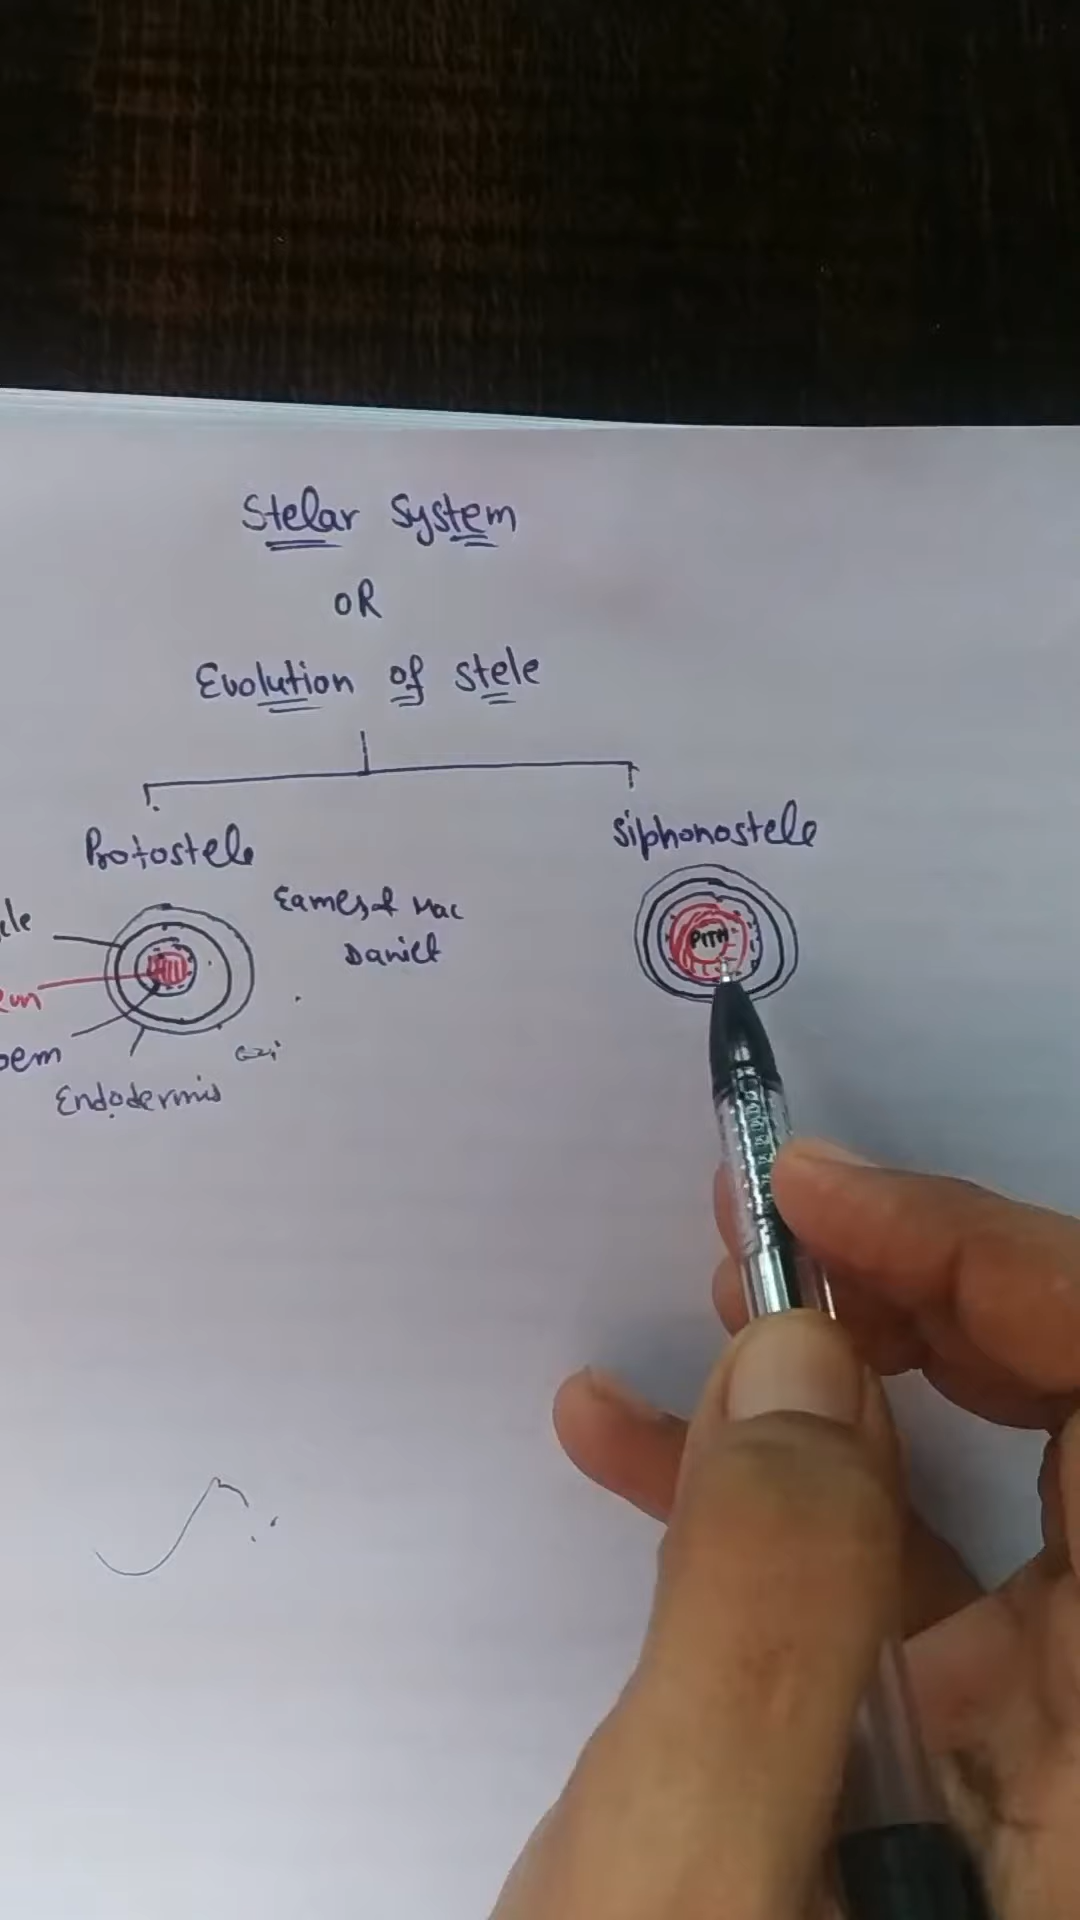 Stelar System
OR
Evolution of stele
Protostele
Siphonostele
Eames & Mac
Daniel
PITH
Endodermis